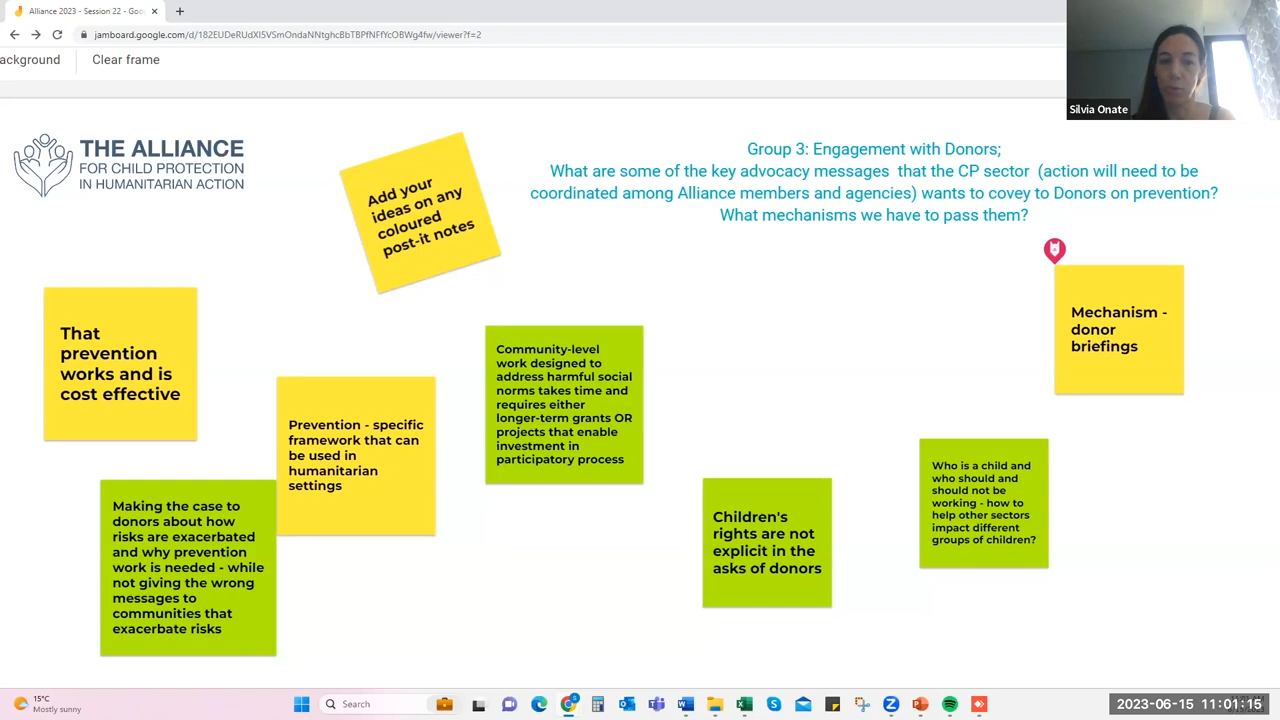 Alliance 2023 - Session 22 - Goo
jamboard.google.com/d/182EUDeRUdXI5VSmOndaNNtghcBbTBPfNFfYcOBWg4fw/viewer?f=2
ackground
Clear frame
Silvia Onate
THE ALLIANCE
FOR CHILD PROTECTION
IN HUMANITARIAN ACTION
Add your
ideas on any
coloured
post-it notes
Group 3: Engagement with Donors;
What are some of the key advocacy messages that the CP sector (action will need to be
coordinated among Alliance members and agencies) wants to covey to Donors on prevention?
What mechanisms we have to pass them?
That
prevention
works and is
cost effective
Prevention - specific
framework that can
be used in
humanitarian
settings
Community-level
work designed to
address harmful social
norms takes time and
requires either
longer-term grants OR
projects that enable
investment in
participatory process
Mechanism -
donor
briefings
Making the case to
donors about how
risks are exacerbated
and why prevention
work is needed - while
not giving the wrong
messages to
communities that
exacerbate risks
Children's
rights are not
explicit in the
asks of donors
Who is a child and
who should and
should not be
working - how to
help other sectors
impact different
groups of children?
15°C
Mostly sunny
Search
2023-06-15 11:01:15